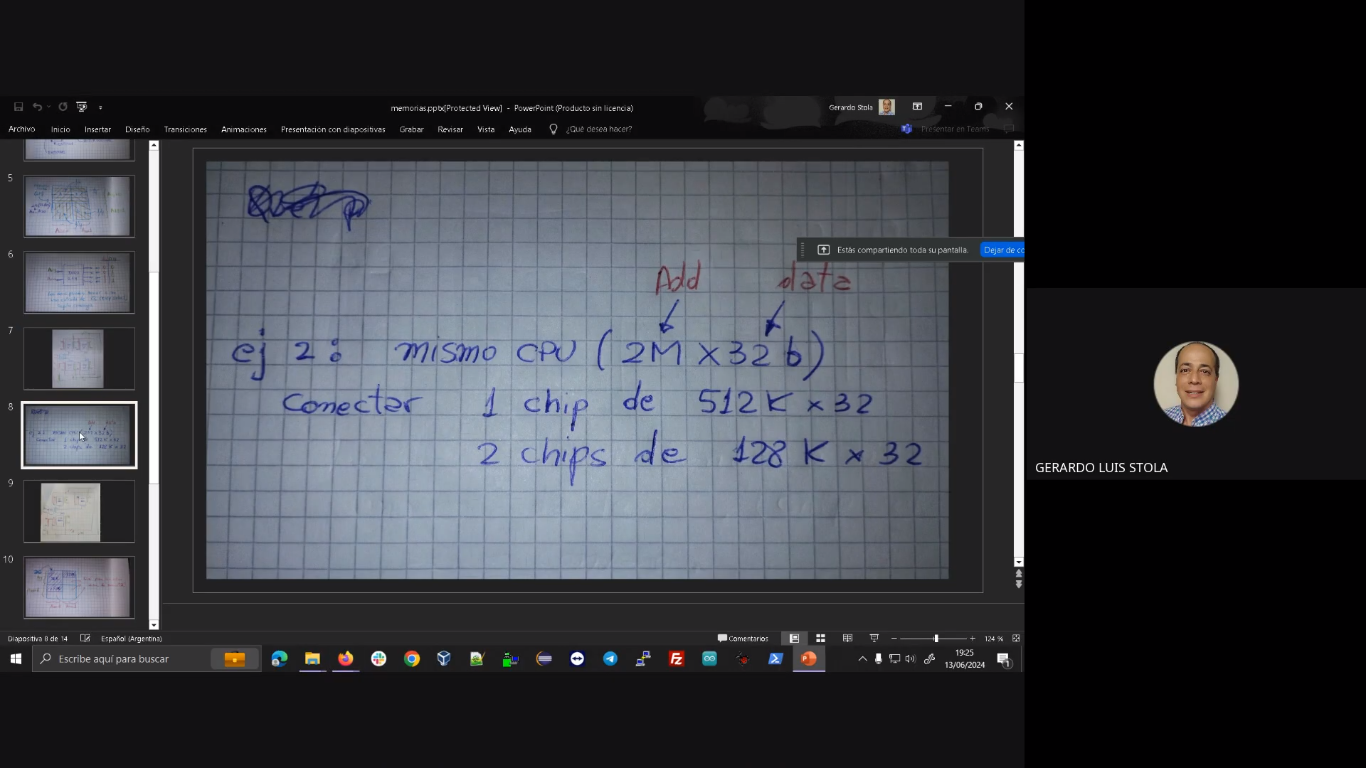 memorias.pptx[Protected View] - PowerPoint (Producto sin licencia)
Gerardo Stola
Archivo Inicio Insertar Diseño Transiciones Animaciones Presentación con diapositivas Grabar Revisar Vista Ayuda ¿Qué desea hacer? Presentar en Teams
5
6
7
8
9
10
Estás compartiendo toda su pantalla. Dejar de co
Add data
ej 2: mismo CPU (2M x 32 b)
Conectar 1 chip de 512 K x 32
2 chips de 128 K x 32
GERARDO LUIS STOLA
Diapositiva 8 de 14 Español (Argentina) Comentarios 124 %
Escribe aquí para buscar
19:25
13/06/2024